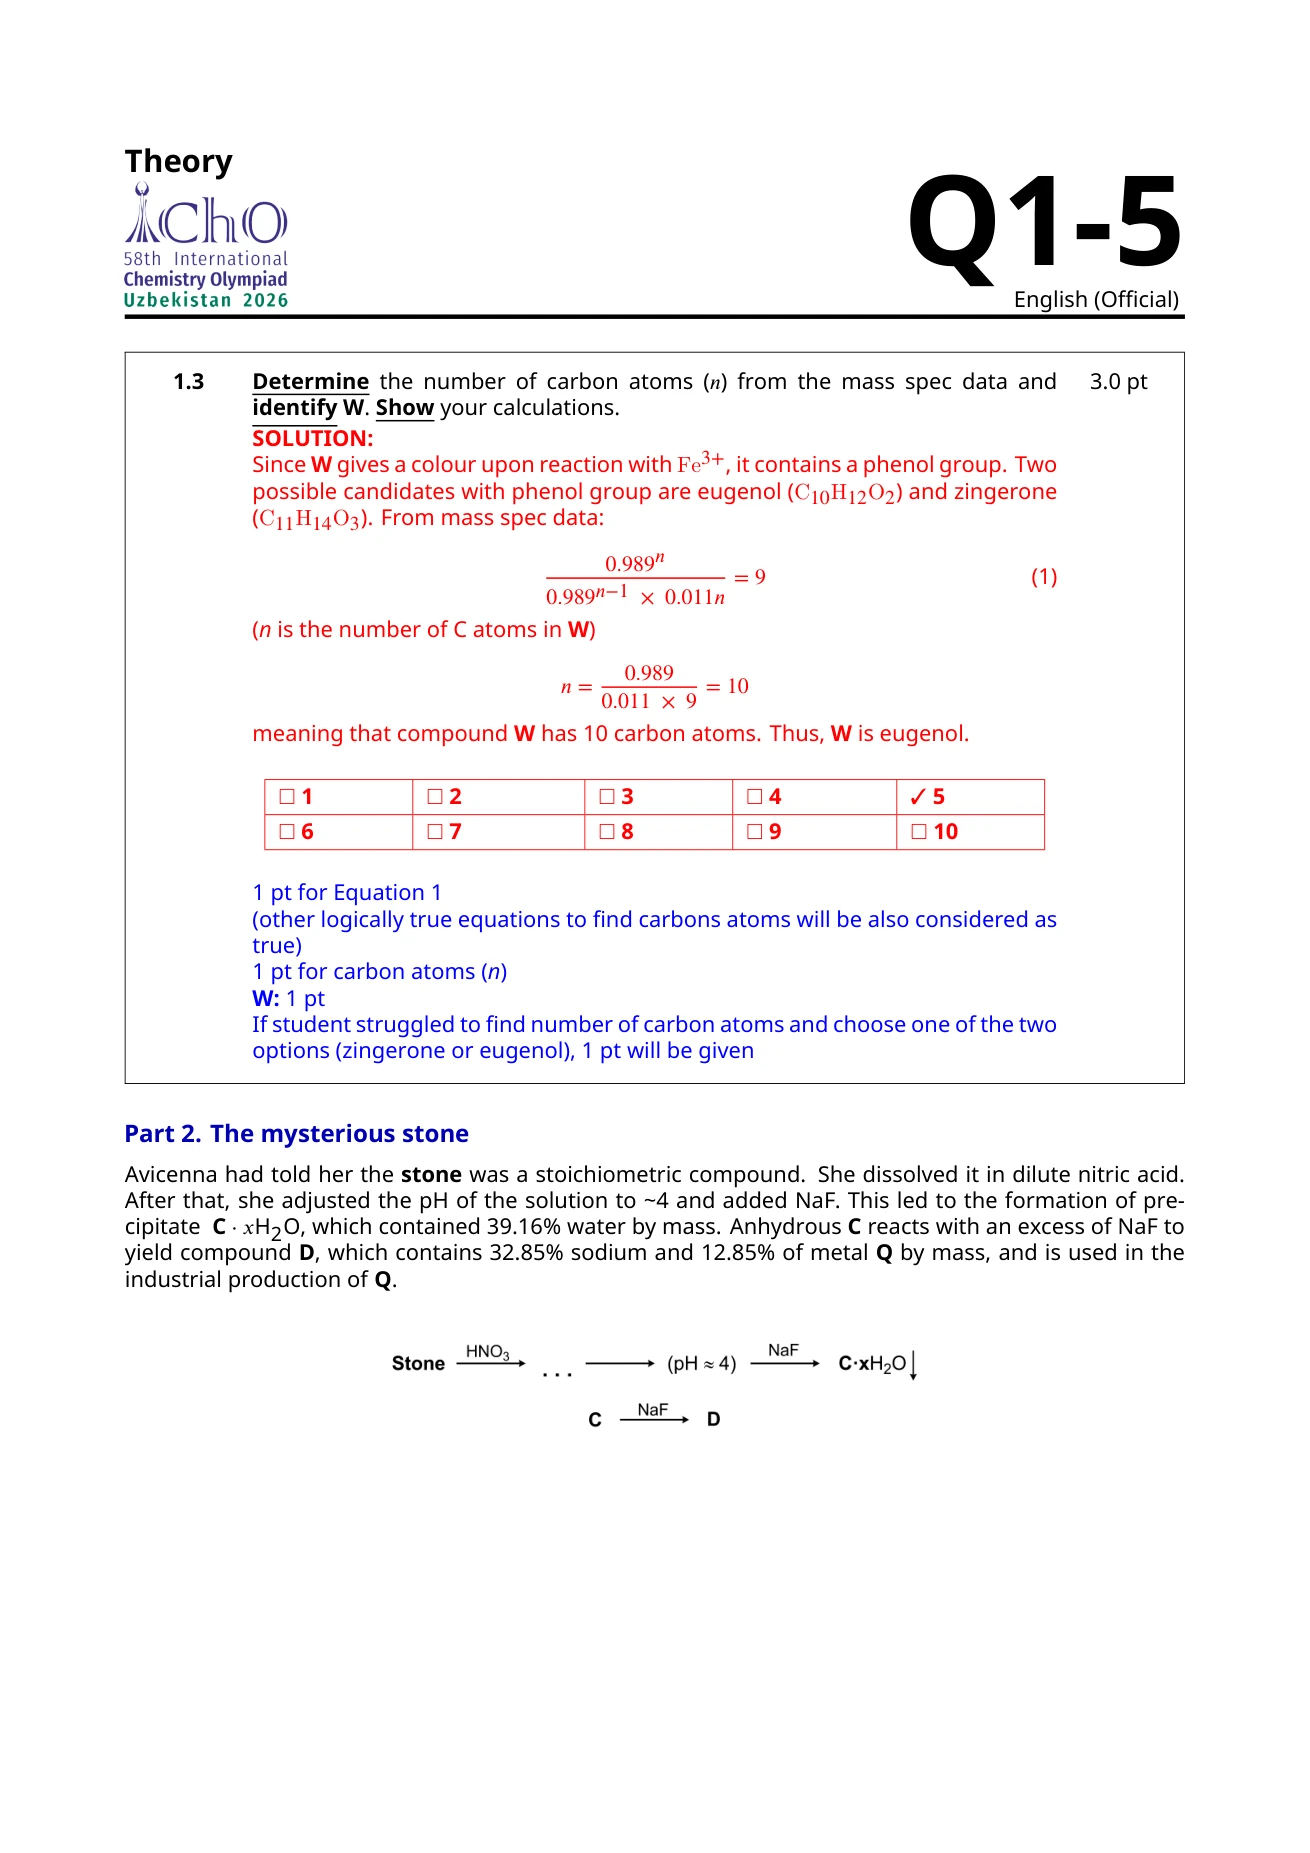 Theory
IChO
58th International
Chemistry Olympiad
Uzbekistan 2026
Q1-5
English (Official)
1.3 Determine the number of carbon atoms (n) from the mass spec data and 3.0 pt
identify W. Show your calculations.
SOLUTION:
Since W gives a colour upon reaction with Fe³⁺, it contains a phenol group. Two
possible candidates with phenol group are eugenol (C₁₀H₁₂O₂) and zingerone
(C₁₁H₁₄O₃). From mass spec data:
0.989ⁿ / (0.989ⁿ⁻¹ × 0.011n) = 9 (1)
(n is the number of C atoms in W)
n = 0.989 / (0.011 × 9) = 10
meaning that compound W has 10 carbon atoms. Thus, W is eugenol.
☐ 1 ☐ 2 ☐ 3 ☐ 4 ✓ 5
☐ 6 ☐ 7 ☐ 8 ☐ 9 ☐ 10
1 pt for Equation 1
(other logically true equations to find carbons atoms will be also considered as
true)
1 pt for carbon atoms (n)
W: 1 pt
If student struggled to find number of carbon atoms and choose one of the two
options (zingerone or eugenol), 1 pt will be given
Part 2. The mysterious stone
Avicenna had told her the stone was a stoichiometric compound. She dissolved it in dilute nitric acid.
After that, she adjusted the pH of the solution to ~4 and added NaF. This led to the formation of pre-
cipitate C · xH₂O, which contained 39.16% water by mass. Anhydrous C reacts with an excess of NaF to
yield compound D, which contains 32.85% sodium and 12.85% of metal Q by mass, and is used in the
industrial production of Q.
Stone HNO₃ → . . . → (pH ≈ 4) NaF → C·xH₂O↓
C NaF → D